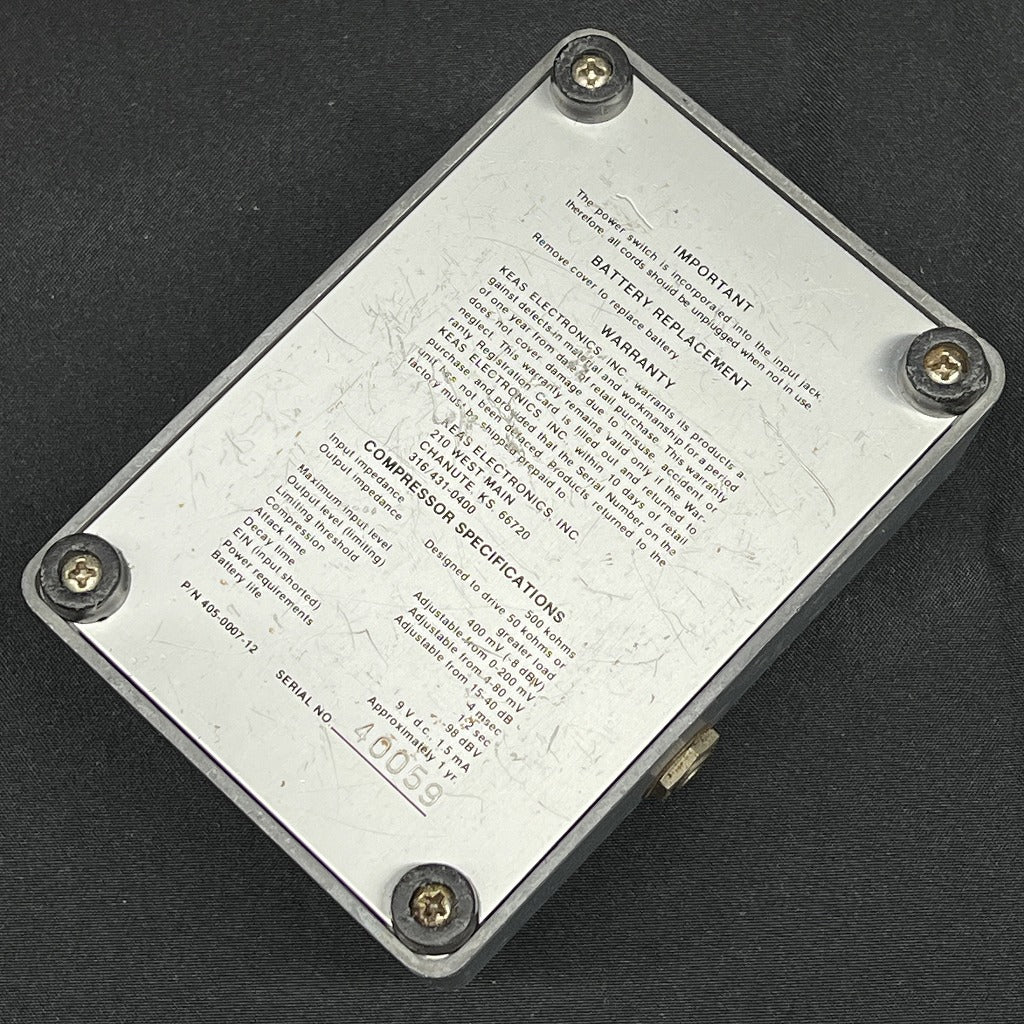 IMPORTANT
The power switch is incorporated into the input jack
therefore all cords should be unplugged when not in use
BATTERY REPLACEMENT
Remove cover to replace battery.
WARRANTY
KEAS ELECTRONICS, INC. warrants its products a
gainst defects in material and workmanship for a period
of one year from date of retail purchase. This warranty
does not cover damage due to misuse, accident or
neglect. This warranty remains valid only if the War-
ranty Registration Card is filled out and returned to
KEAS ELECTRONICS INC. within 10 days of retail
purchase and provided that the Serial Number on the
unit has not been defaced. Products returned to the
factory must be shipped prepaid
KEAS ELECTRONICS, INC.
210 WEST MAIN
CHANUTE, KS 66720
316/431-0400
COMPRESSOR SPECIFICATIONS
Input impedance 500 kohms
Output impedance Designed to drive 50 kohms or
greater load
Maximum input level 400 mV (-8 dBV)
Output level (limiting) Adjustable from 0-200 mV
Limiting threshold Adjustable from 4-80 mV
Compression Adjustable from 15-40 dB
Attack time 4 msec
Decay time 1.2 sec
EIN (input shorted) -98 dBV
Power requirements 9 V d.c., 1.5 mA
Battery life Approximately 1 yr.
P/N 405-0007-12 SERIAL NO. 40059